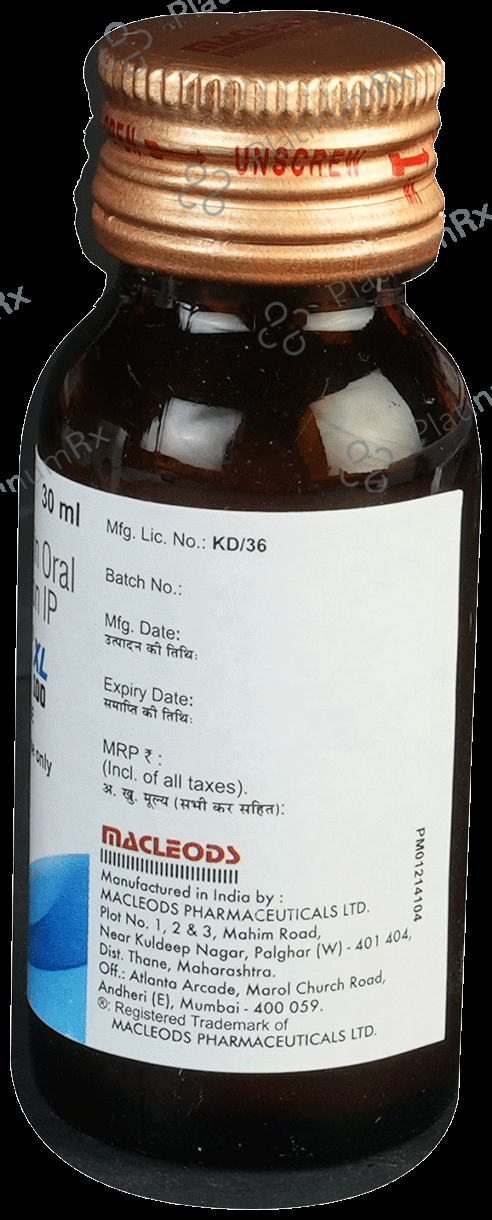 MACLEODS
OPEN
UNSCREW
30 ml
Oral
IP
XL
only
Mfg. Lic. No.: KD/36
Batch No.:
Mfg. Date:
उत्पादन की तिथि:
Expiry Date:
समाप्ति की तिथि:
MRP ₹ :
(Incl. of all taxes).
अ. खु. मूल्य (सभी कर सहित):
MACLEODS
Manufactured in India by :
MACLEODS PHARMACEUTICALS LTD.
Plot No. 1, 2 & 3, Mahim Road,
Near Kuldeep Nagar, Palghar (W) - 401 404,
Dist. Thane, Maharashtra.
Off.: Atlanta Arcade, Marol Church Road,
Andheri (E), Mumbai - 400 059.
®: Registered Trademark of
MACLEODS PHARMACEUTICALS LTD.
PM01214104
PlatinumRx